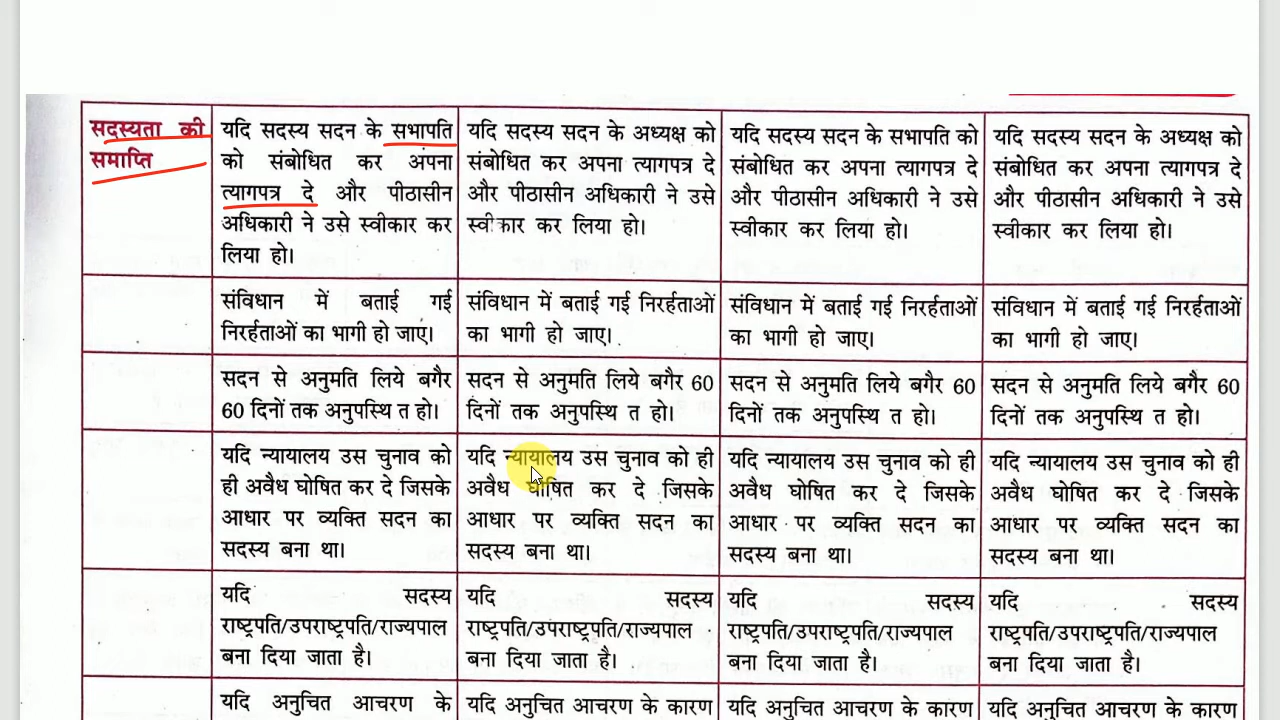 सदस्यता की
समाप्ति
यदि सदस्य सदन के सभापति
को संबोधित कर अपना
त्यागपत्र दे और पीठासीन
अधिकारी ने उसे स्वीकार कर
लिया हो।
यदि सदस्य सदन के अध्यक्ष को
संबोधित कर अपना त्यागपत्र दे
और पीठासीन अधिकारी ने उसे
स्वीकार कर लिया हो।
यदि सदस्य सदन के सभापति को
संबोधित कर अपना त्यागपत्र दे
और पीठासीन अधिकारी ने उसे
स्वीकार कर लिया हो।
यदि सदस्य सदन के अध्यक्ष को
संबोधित कर अपना त्यागपत्र दे
और पीठासीन अधिकारी ने उसे
स्वीकार कर लिया हो।
संविधान में बताई गई
निरर्हताओं का भागी हो जाए।
संविधान में बताई गई निरर्हताओं
का भागी हो जाए।
संविधान में बताई गई निरर्हताओं
का भागी हो जाए।
संविधान में बताई गई निरर्हताओं
का भागी हो जाए।
सदन से अनुमति लिये बगैर
60 दिनों तक अनुपस्थि त हो।
सदन से अनुमति लिये बगैर 60
दिनों तक अनुपस्थि त हो।
सदन से अनुमति लिये बगैर 60
दिनों तक अनुपस्थि त हो।
सदन से अनुमति लिये बगैर 60
दिनों तक अनुपस्थि त हो।
यदि न्यायालय उस चुनाव को
ही अवैध घोषित कर दे जिसके
आधार पर व्यक्ति सदन का
सदस्य बना था।
यदि न्यायालय उस चुनाव को ही
अवैध घोषित कर दे जिसके
आधार पर व्यक्ति सदन का
सदस्य बना था।
यदि न्यायालय उस चुनाव को ही
अवैध घोषित कर दे जिसके
आधार पर व्यक्ति सदन का
सदस्य बना था।
यदि न्यायालय उस चुनाव को ही
अवैध घोषित कर दे जिसके
आधार पर व्यक्ति सदन का
सदस्य बना था।
यदि सदस्य
राष्ट्रपति/उपराष्ट्रपति/राज्यपाल
बना दिया जाता है।
यदि सदस्य
राष्ट्रपति/उपराष्ट्रपति/राज्यपाल
बना दिया जाता है।
यदि सदस्य
राष्ट्रपति/उपराष्ट्रपति/राज्यपाल
बना दिया जाता है।
यदि सदस्य
राष्ट्रपति/उपराष्ट्रपति/राज्यपाल
बना दिया जाता है।
यदि अनुचित आचरण के
यदि अनुचित आचरण के कारण
यदि अनुचित आचरण के कारण
यदि अनुचित आचरण के कारण